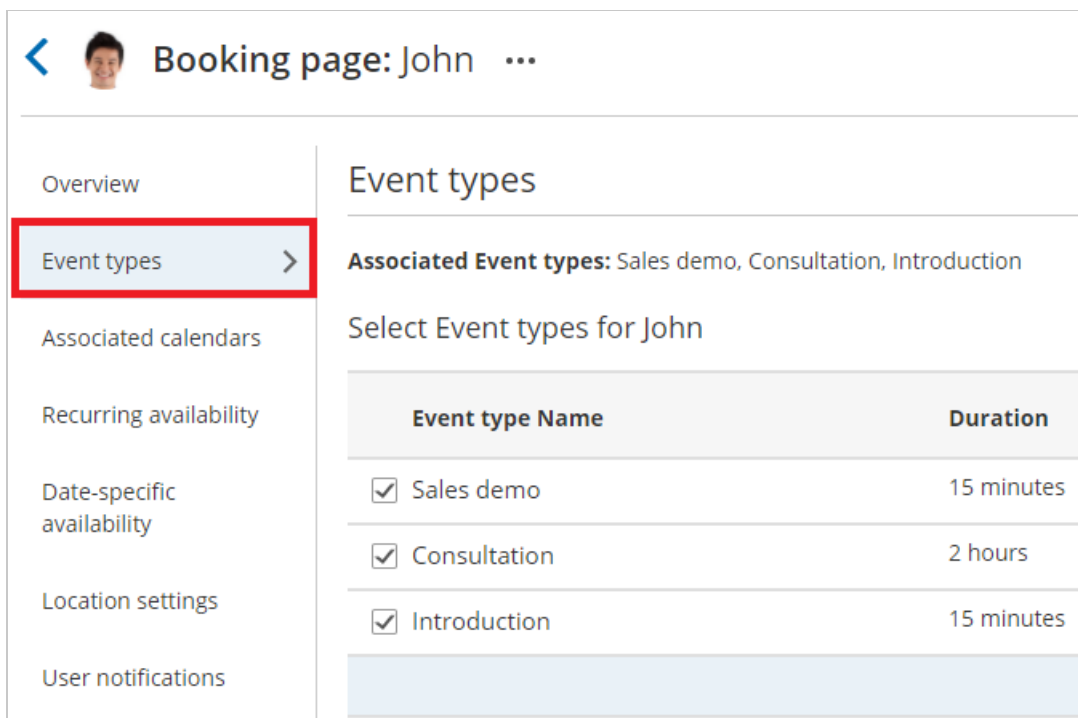 Booking page: John ...
Overview
Event types
Associated calendars
Recurring availability
Date-specific
availability
Location settings
User notifications
Event types
Associated Event types: Sales demo, Consultation, Introduction
Select Event types for John
Event type Name Duration
Sales demo 15 minutes
Consultation 2 hours
Introduction 15 minutes